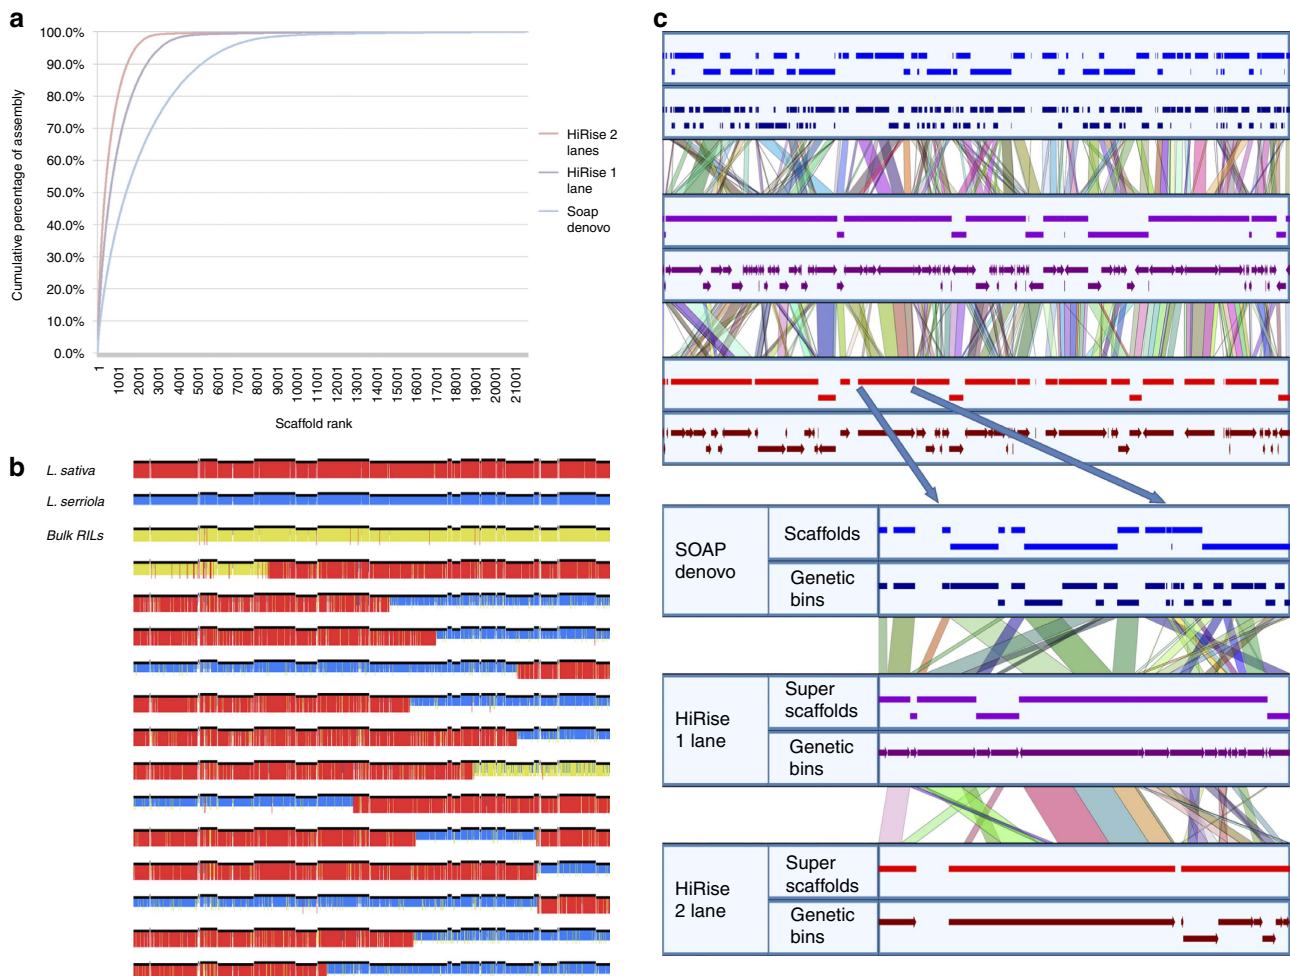 a
100.0%
90.0%
80.0%
70.0%
60.0%
50.0%
40.0%
30.0%
20.0%
10.0%
0.0%
Cumulative percentage of assembly
1
1001
2001
3001
4001
5001
6001
7001
8001
9001
10001
11001
12001
13001
14001
15001
16001
17001
18001
19001
20001
21001
Scaffold rank
HiRise 2
lanes
HiRise 1
lane
Soap
denovo
b
L. sativa
L. serriola
Bulk RILs
c
SOAP
denovo
Scaffolds
Genetic
bins
HiRise
1 lane
Super
scaffolds
Genetic
bins
HiRise
2 lane
Super
scaffolds
Genetic
bins